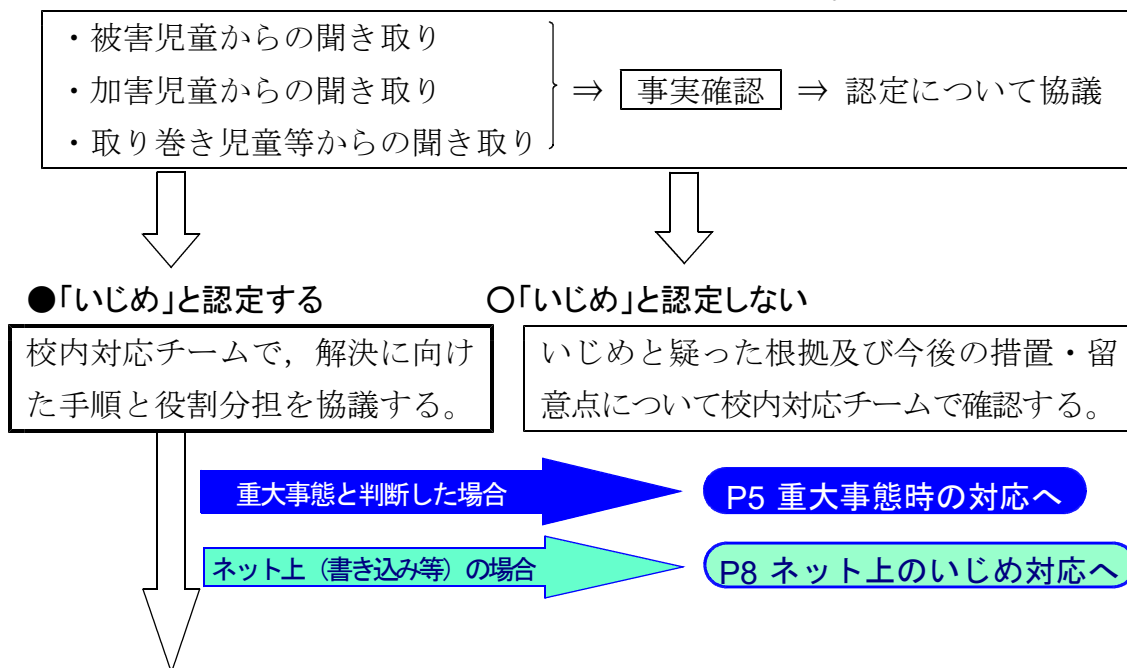 ・被害児童からの聞き取り
・加害児童からの聞き取り
・取り巻き児童等からの聞き取り
⇒ 事実確認 ⇒ 認定について協議
●「いじめ」と認定する
○「いじめ」と認定しない
校内対応チームで，解決に向け
た手順と役割分担を協議する。
いじめと疑った根拠及び今後の措置・留
意点について校内対応チームで確認する。
重大事態と判断した場合
P5 重大事態時の対応へ
ネット上（書き込み等）の場合
P8 ネット上のいじめ対応へ